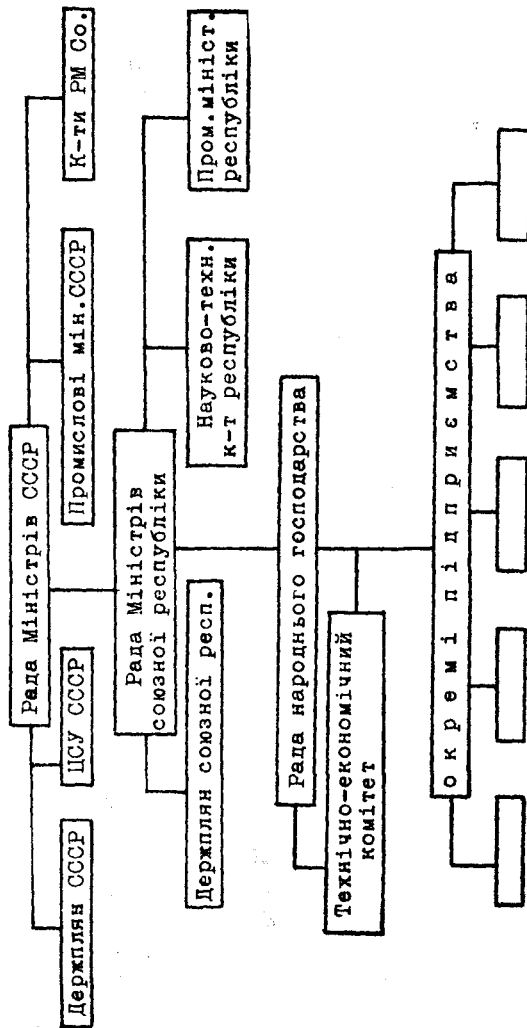 Рада Міністрів СССР
Держплян СССР
ЦСУ СССР
Промислові мін.СССР
К-ти РМ Со.
Рада Міністрів
союзної республіки
Держплян союзної респ.
Науково-техн.
к-т республіки
Пром.мініст.
республіки
Рада народнього господарства
Технічно-економічний
комітет
окремі підприємства